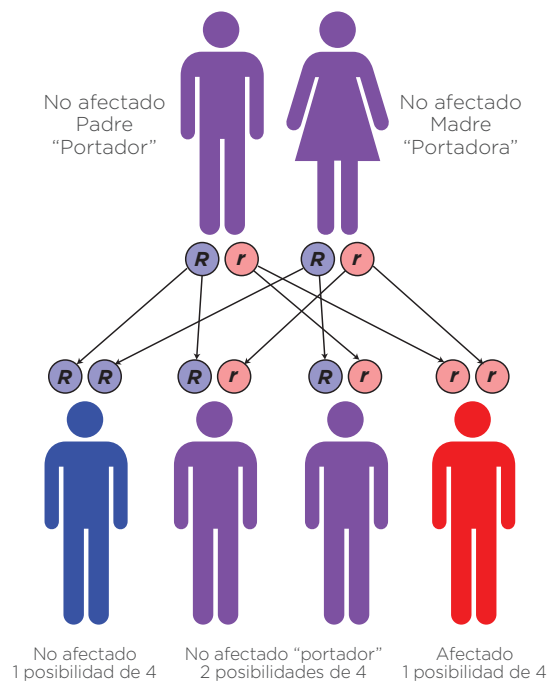 No afectado
Padre
“Portador”
No afectado
Madre
“Portadora”
R r R r
R R R r R r r r
No afectado
1 posibilidad de 4
No afectado “portador”
2 posibilidades de 4
Afectado
1 posibilidad de 4